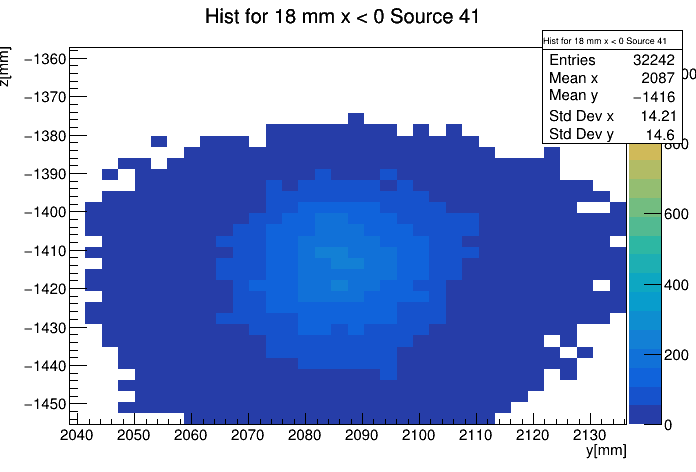 Hist for 18 mm x < 0 Source 41
Hist for 18 mm x < 0 Source 41
Entries 32242
Mean x 2087
Mean y −1416
Std Dev x 14.21
Std Dev y 14.6
z[mm]
−1360
−1370
−1380
−1390
−1400
−1410
−1420
−1430
−1440
−1450
2040 2050 2060 2070 2080 2090 2100 2110 2120 2130
y[mm]
800
600
400
200
0